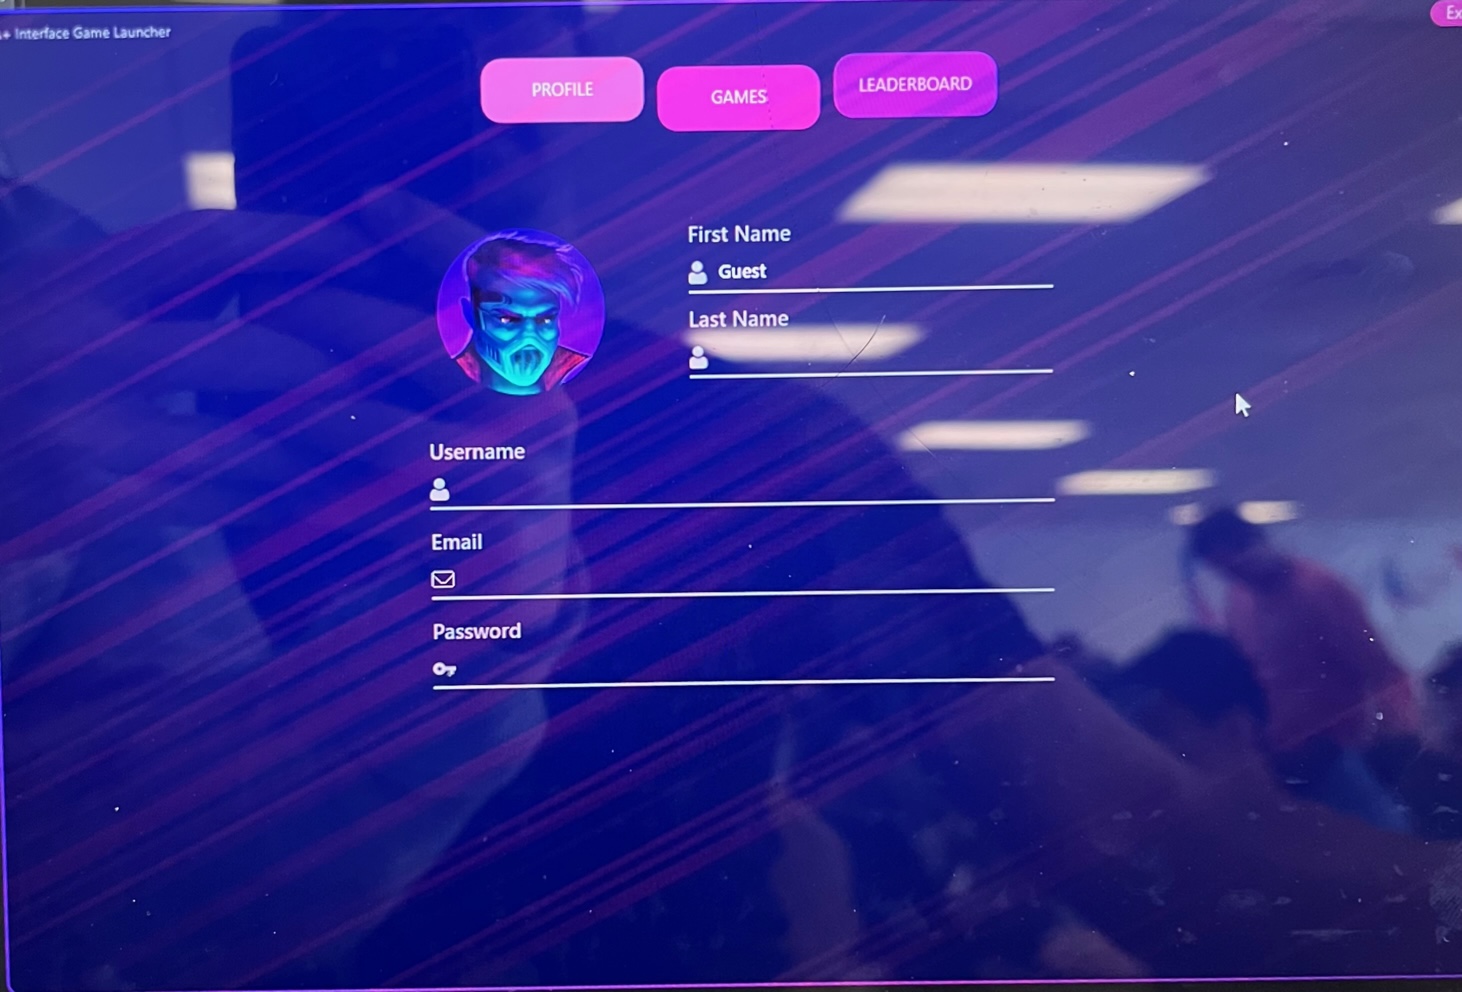 + Interface Game Launcher
Ex
PROFILE
GAMES
LEADERBOARD
First Name
Guest
Last Name
Username
Email
Password